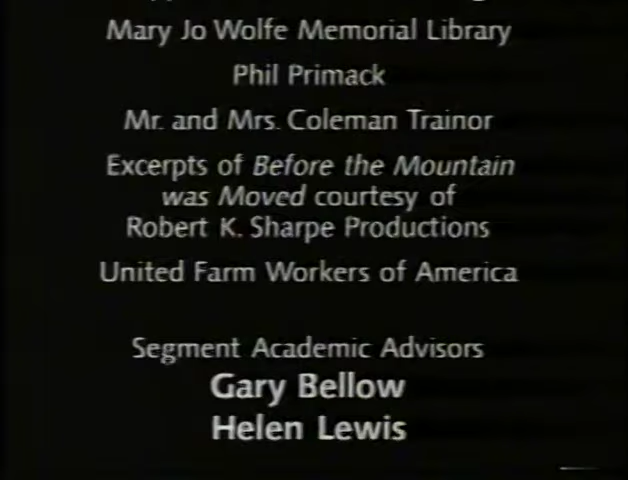 Mary Jo Wolfe Memorial Library
Phil Primack
Mr. and Mrs. Coleman Trainor
Excerpts of Before the Mountain
was Moved courtesy of
Robert K. Sharpe Productions
United Farm Workers of America
Segment Academic Advisors
Gary Bellow
Helen Lewis